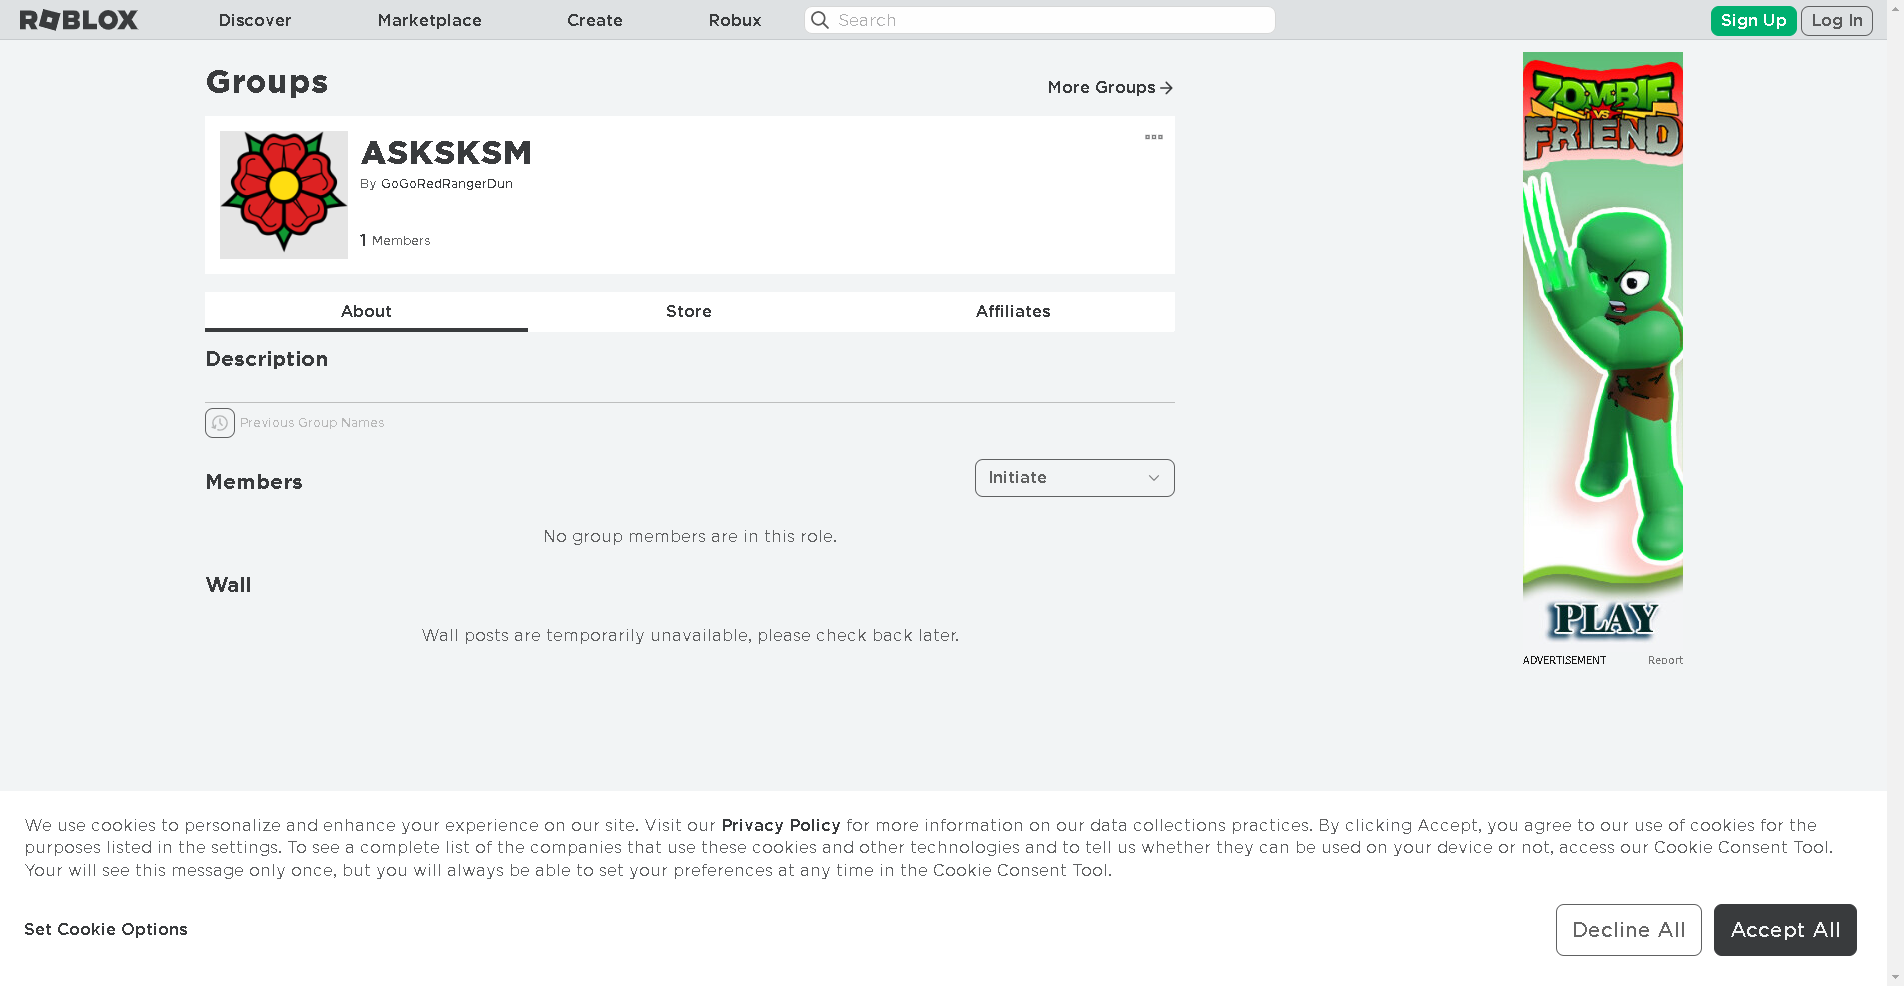 ROBLOX
Discover
Marketplace
Create
Robux
Search
Sign Up
Log In
Groups
More Groups
ASKSKSM
By GoGoRedRangerDun
1 Members
About
Store
Affiliates
Description
Previous Group Names
Members
Initiate
No group members are in this role.
Wall
Wall posts are temporarily unavailable, please check back later.
ZOMBIE
VS
FRIEND
PLAY
ADVERTISEMENT
Report
We use cookies to personalize and enhance your experience on our site. Visit our Privacy Policy for more information on our data collections practices. By clicking Accept, you agree to our use of cookies for the
purposes listed in the settings. To see a complete list of the companies that use these cookies and other technologies and to tell us whether they can be used on your device or not, access our Cookie Consent Tool.
Your will see this message only once, but you will always be able to set your preferences at any time in the Cookie Consent Tool.
Set Cookie Options
Decline All
Accept All